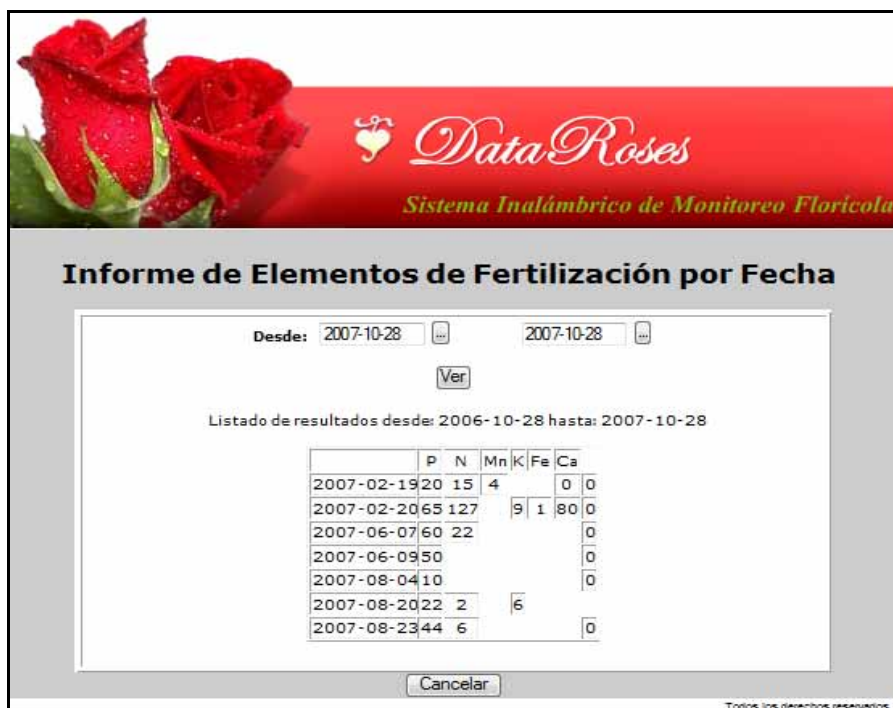 DataRoses
Sistema Inalámbrico de Monitoreo Florícola
Informe de Elementos de Fertilización por Fecha
Desde: 2007-10-28 ... 2007-10-28 ...
Ver
Listado de resultados desde: 2006-10-28 hasta: 2007-10-28
P N Mn K Fe Ca
2007-02-19 20 15 4 0 0
2007-02-20 65 127 9 1 80 0
2007-06-07 60 22 0
2007-06-09 50 0
2007-08-04 10 0
2007-08-20 22 2 6
2007-08-23 44 6 0
Cancelar
Todos los derechos reservados